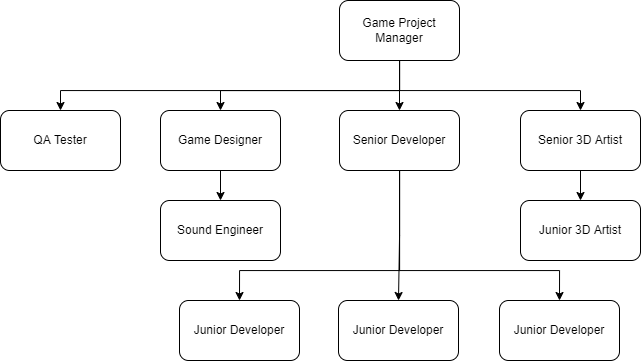 Game Project
Manager
QA Tester
Game Designer
Senior Developer
Senior 3D Artist
Sound Engineer
Junior 3D Artist
Junior Developer
Junior Developer
Junior Developer